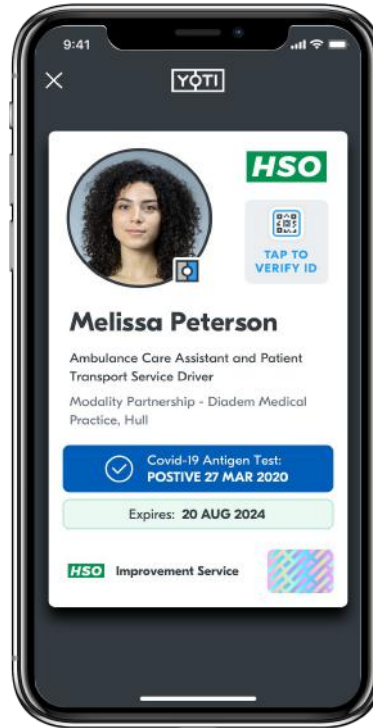 9:41
YOTI
HSO
TAP TO
VERIFY ID
Melissa Peterson
Ambulance Care Assistant and Patient
Transport Service Driver
Modality Partnership - Diadem Medical
Practice, Hull
Covid-19 Antigen Test:
POSTIVE 27 MAR 2020
Expires: 20 AUG 2024
HSO Improvement Service